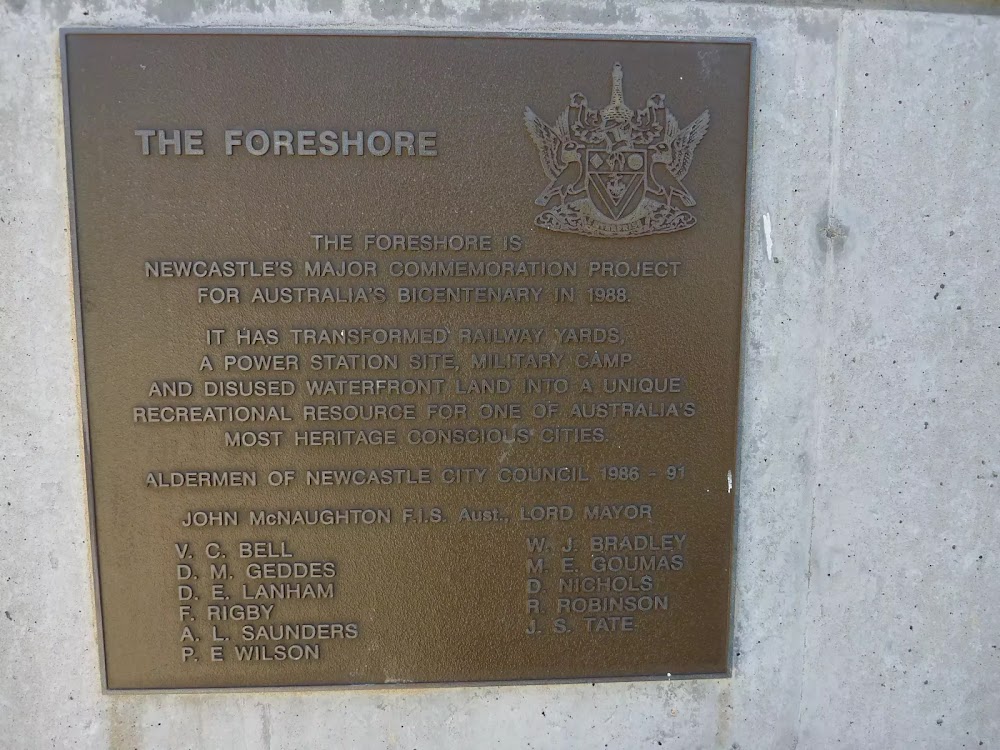 THE FORESHORE
ENTERPRISE
THE FORESHORE IS
NEWCASTLE'S MAJOR COMMEMORATION PROJECT
FOR AUSTRALIA'S BICENTENARY IN 1988.
IT HAS TRANSFORMED RAILWAY YARDS,
A POWER STATION SITE, MILITARY CAMP
AND DISUSED WATERFRONT LAND INTO A UNIQUE
RECREATIONAL RESOURCE FOR ONE OF AUSTRALIA'S
MOST HERITAGE CONSCIOUS CITIES.
ALDERMEN OF NEWCASTLE CITY COUNCIL 1986 - 91
JOHN McNAUGHTON F.I.S. Aust., LORD MAYOR
V. C. BELL
D. M. GEDDES
D. E. LANHAM
F. RIGBY
A. L. SAUNDERS
P. E WILSON
W. J. BRADLEY
M. E. GOUMAS
D. NICHOLS
R. ROBINSON
J. S. TATE